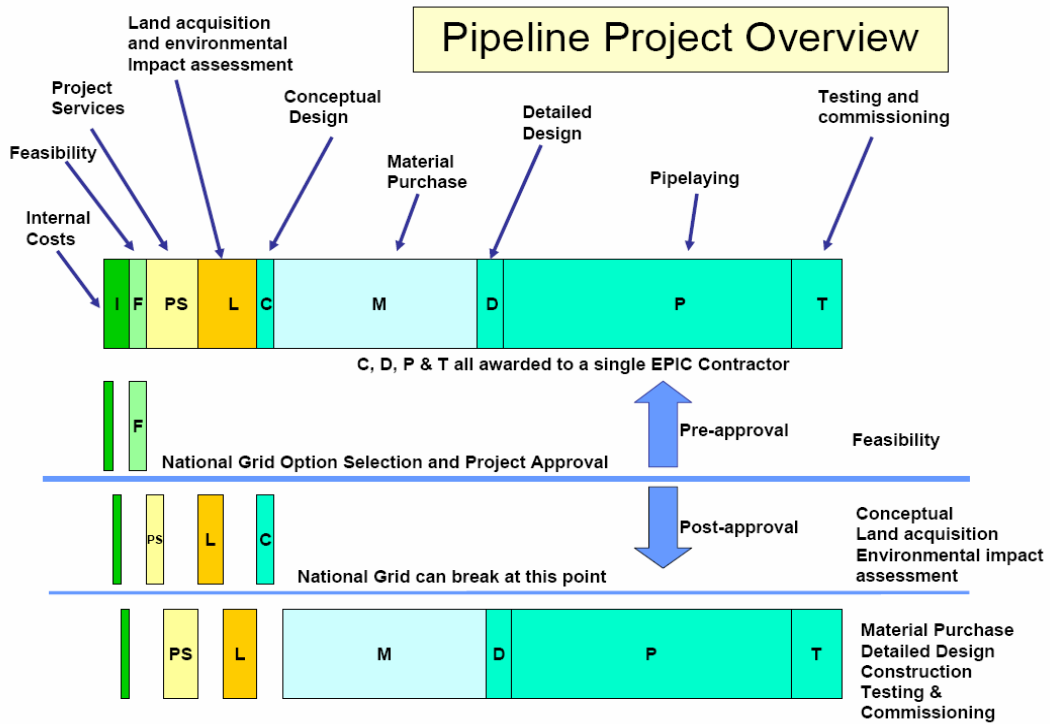 Pipeline Project Overview
Land acquisition
and environmental
Impact assessment
Project
Services
Conceptual
Design
Detailed
Design
Testing and
commissioning
Feasibility
Material
Purchase
Pipelaying
Internal
Costs
I F PS L C M D P T
C, D, P & T all awarded to a single EPIC Contractor
F
Pre-approval
Feasibility
National Grid Option Selection and Project Approval
PS L C
Post-approval
Conceptual
Land acquisition
Environmental impact
assessment
National Grid can break at this point
PS L M D P T
Material Purchase
Detailed Design
Construction
Testing &
Commissioning